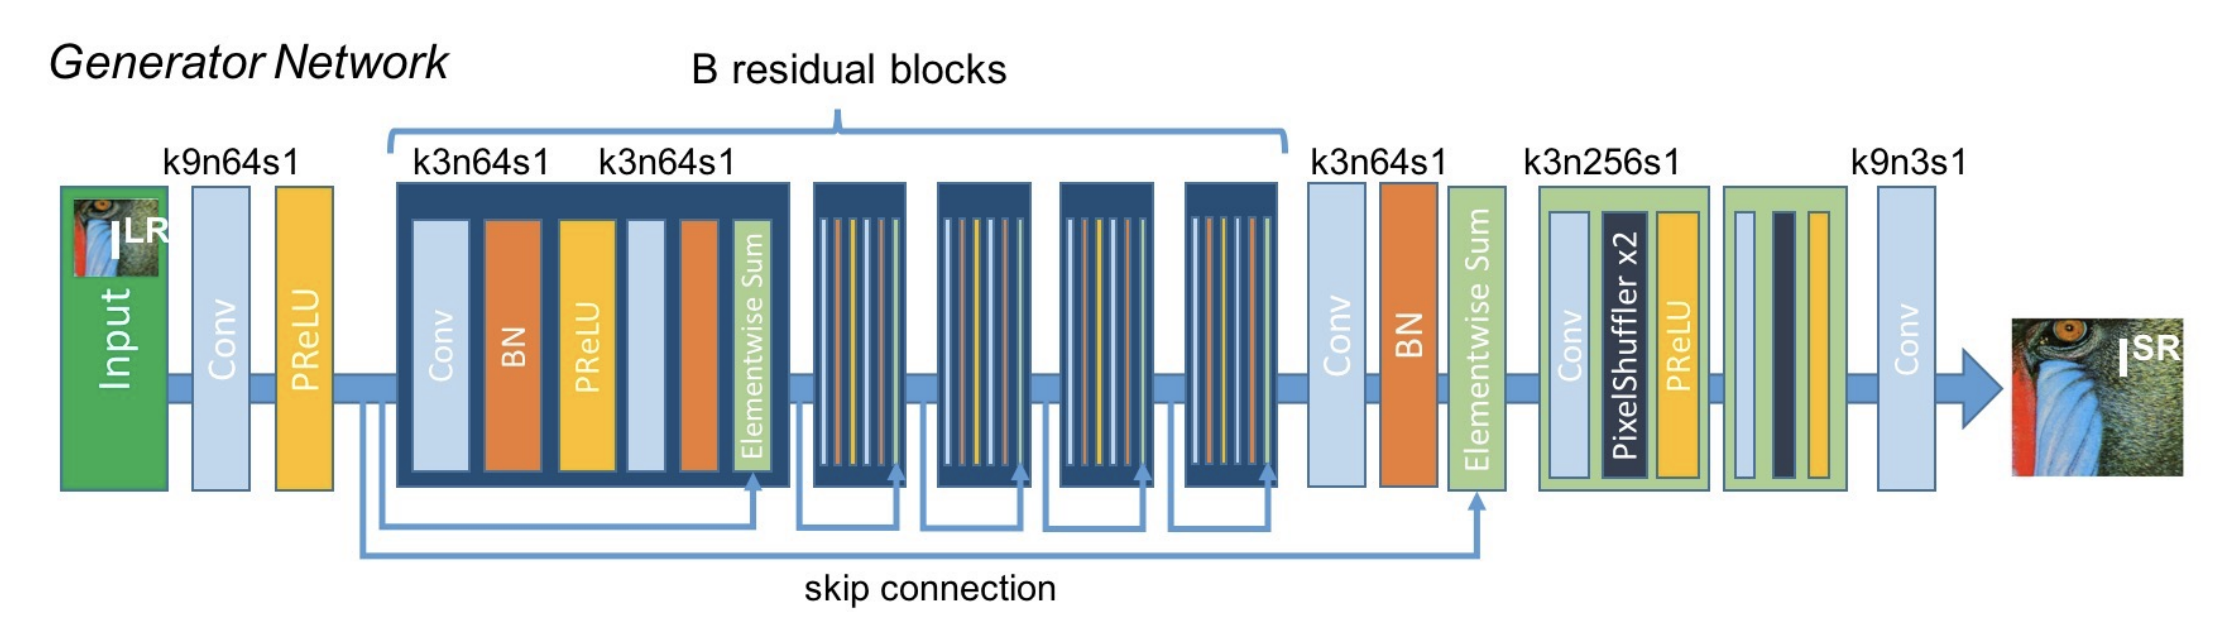 Generator Network
B residual blocks
k9n64s1
k3n64s1
k3n64s1
k3n64s1
k3n256s1
k9n3s1
I^LR
Input
Conv
PReLU
Conv
BN
PReLU
Elementwise Sum
Conv
BN
Elementwise Sum
Conv
PixelShuffler x2
PReLU
Conv
I^SR
skip connection